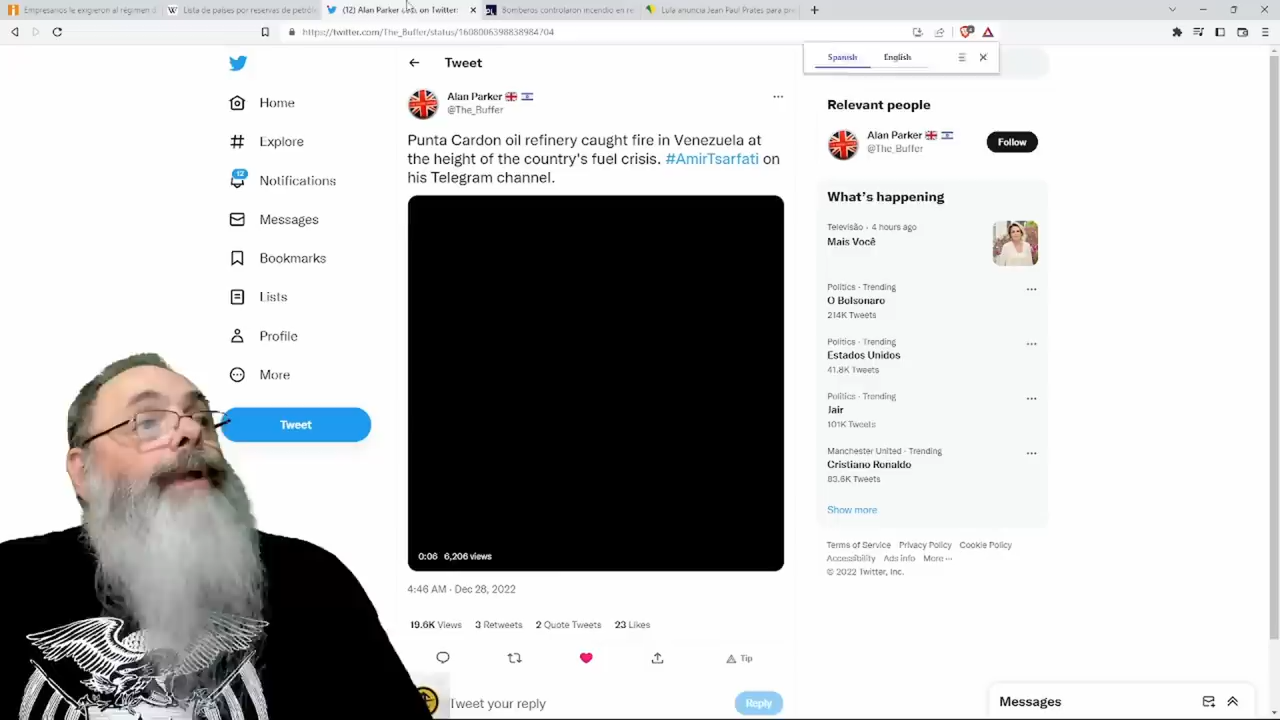 Empresarios le exigieron al régimen d
Lista de países por reservas de petról
(12) Alan Parker
on Twitter:
Bomberos controlaron incendio en re
Lula anuncia Jean Paul Prates para pr
https://twitter.com/The_Buffer/status/1608006398838984704
Spanish
English
Home
Explore
12
Notifications
Messages
Bookmarks
Lists
Profile
More
Tweet
Tweet
Alan Parker
@The_Buffer
Punta Cardon oil refinery caught fire in Venezuela at
the height of the country's fuel crisis. #AmirTsarfati on
his Telegram channel.
0:06 6,206 views
4:46 AM · Dec 28, 2022
19.6K Views 3 Retweets 2 Quote Tweets 23 Likes
Tip
Tweet your reply
Reply
Relevant people
Alan Parker
@The_Buffer
Follow
What's happening
Televisão · 4 hours ago
Mais Você
Politics · Trending
O Bolsonaro
214K Tweets
Politics · Trending
Estados Unidos
41.8K Tweets
Politics · Trending
Jair
101K Tweets
Manchester United · Trending
Cristiano Ronaldo
83.6K Tweets
Show more
Terms of Service Privacy Policy Cookie Policy
Accessibility Ads info More ···
© 2022 Twitter, Inc.
Messages